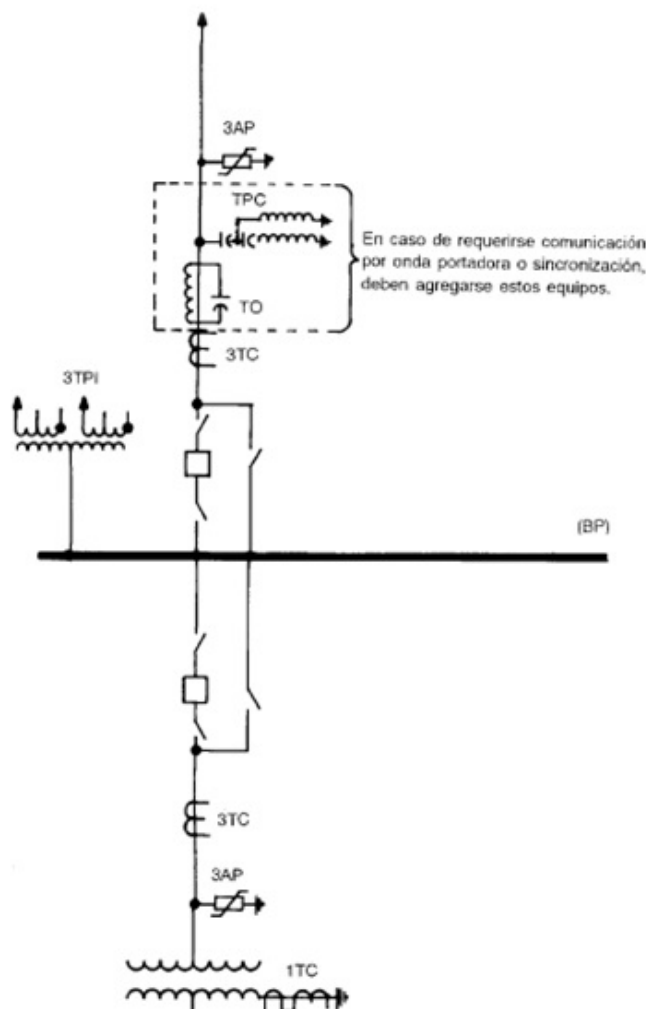 3AP
TPC
En caso de requerirse comunicación
por onda portadora o sincronización,
deben agregarse estos equipos.
TO
3TC
3TPI
(BP)
3TC
3AP
1TC